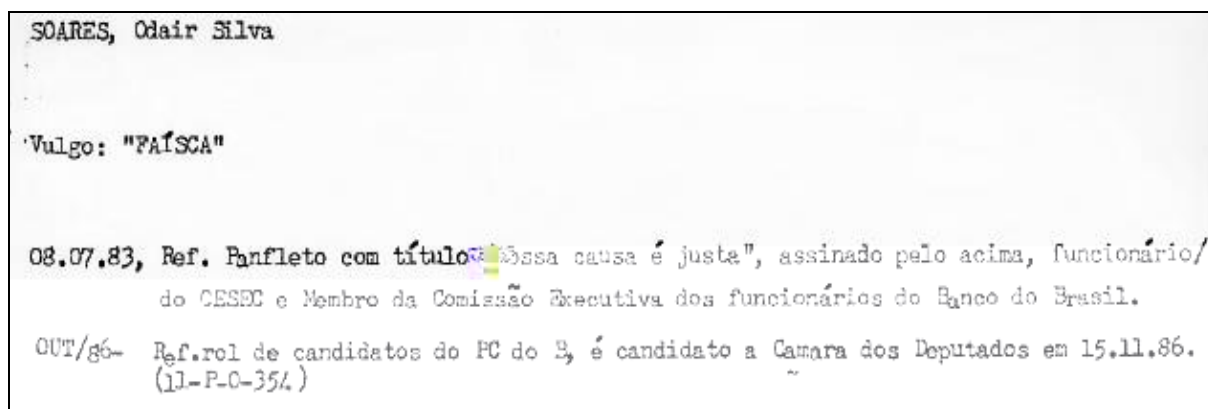 SOARES, Odair Silva
Vulgo: "FAÍSCA"
08.07.83, Ref. Panfleto com título ossa causa é justa", assinado pelo acima, funcionário/
do CESEC e Membro da Comissão Executiva dos funcionários do Banco do Brasil.
OUT/86- Ref.rol de candidatos do PC do B, é candidato a Camara dos Deputados em 15.11.86.
(11-P-0-354)